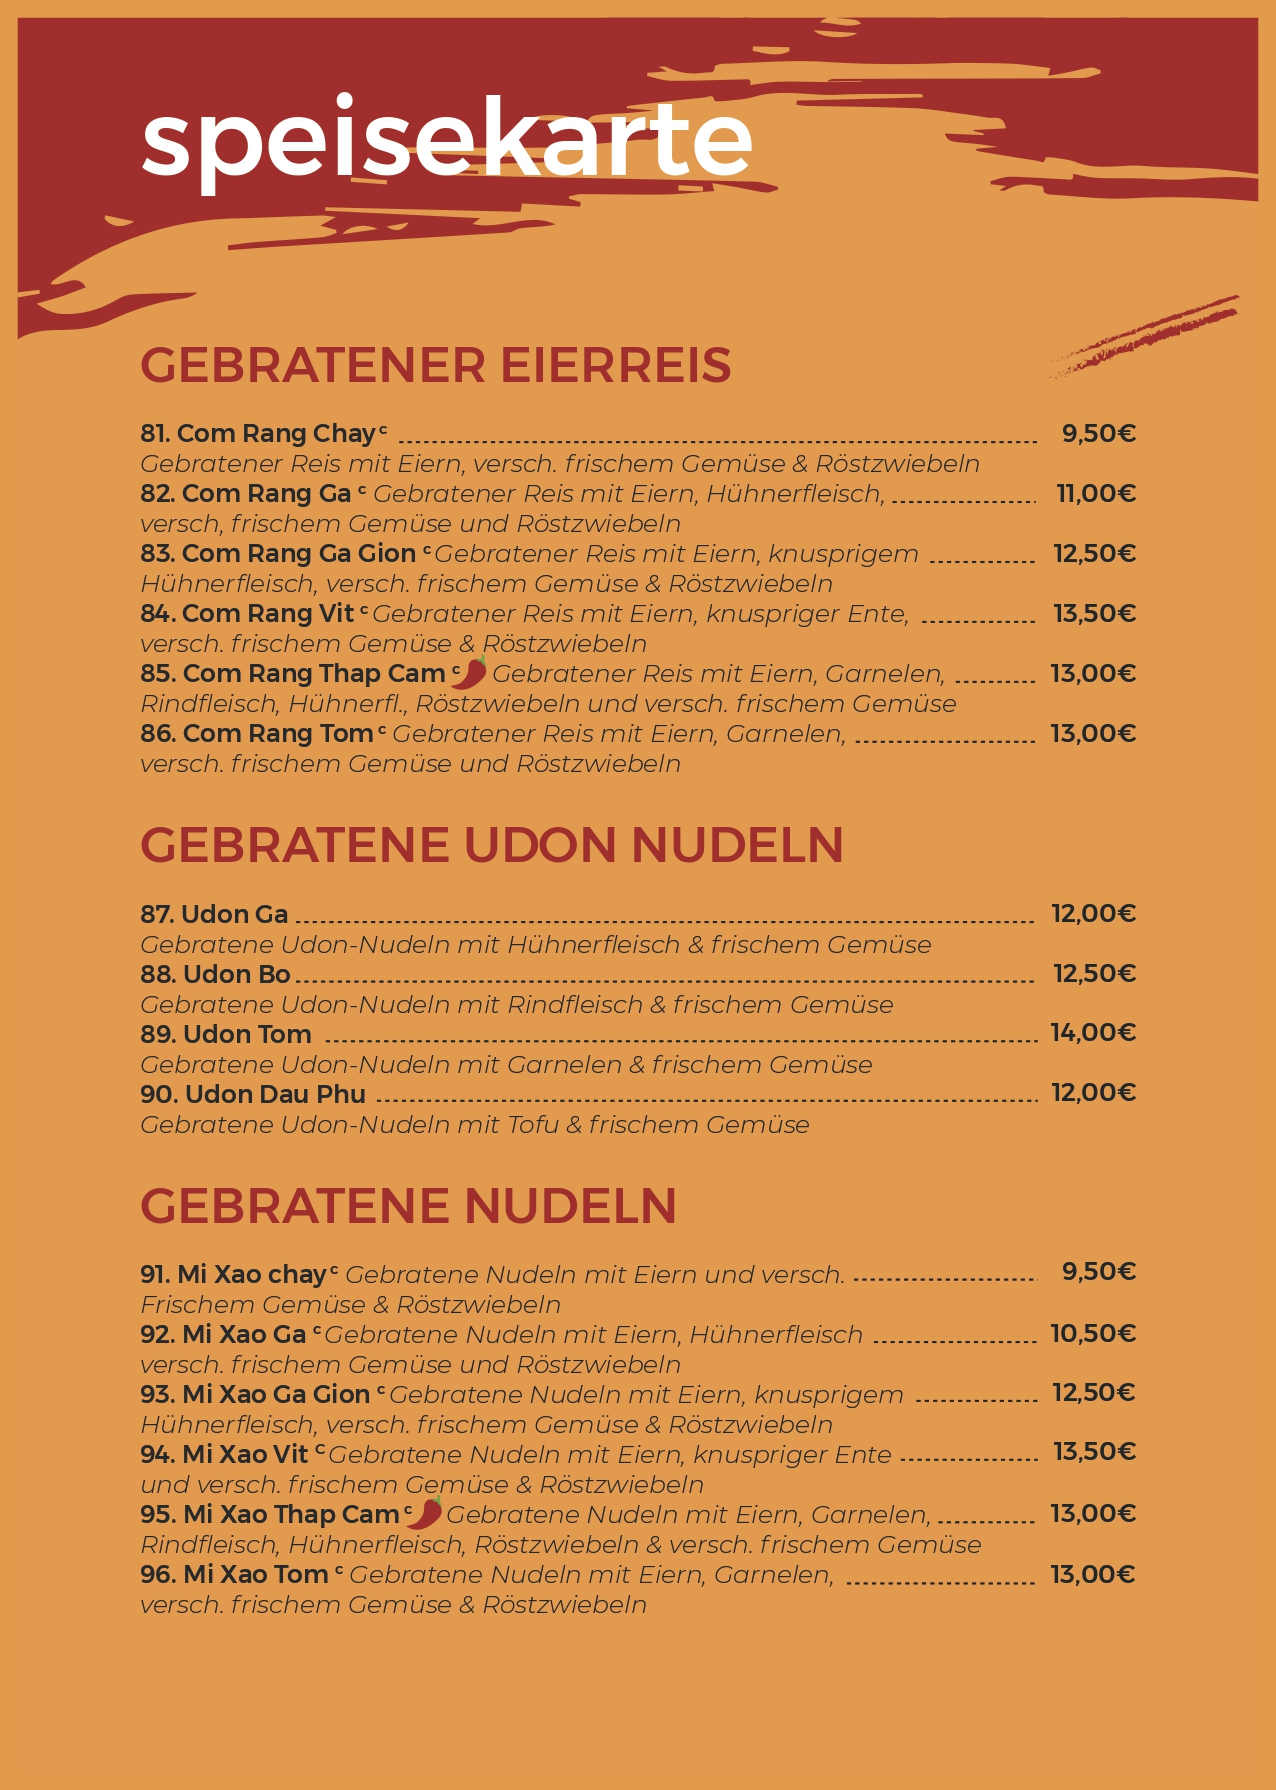 speisekarte
GEBRATENER EIERREIS
81. Com Rang Chay c ........ 9,50€
Gebratener Reis mit Eiern, versch. frischem Gemüse & Röstzwiebeln
82. Com Rang Ga c Gebratener Reis mit Eiern, Hühnerfleisch, ........ 11,00€
versch, frischem Gemüse und Röstzwiebeln
83. Com Rang Ga Gion c Gebratener Reis mit Eiern, knusprigem ........ 12,50€
Hühnerfleisch, versch. frischem Gemüse & Röstzwiebeln
84. Com Rang Vit c Gebratener Reis mit Eiern, knuspriger Ente, ........ 13,50€
versch. frischem Gemüse & Röstzwiebeln
85. Com Rang Thap Cam c Gebratener Reis mit Eiern, Garnelen, ........ 13,00€
Rindfleisch, Hühnerfl., Röstzwiebeln und versch. frischem Gemüse
86. Com Rang Tom c Gebratener Reis mit Eiern, Garnelen, ........ 13,00€
versch. frischem Gemüse und Röstzwiebeln
GEBRATENE UDON NUDELN
87. Udon Ga ........ 12,00€
Gebratene Udon-Nudeln mit Hühnerfleisch & frischem Gemüse
88. Udon Bo ........ 12,50€
Gebratene Udon-Nudeln mit Rindfleisch & frischem Gemüse
89. Udon Tom ........ 14,00€
Gebratene Udon-Nudeln mit Garnelen & frischem Gemüse
90. Udon Dau Phu ........ 12,00€
Gebratene Udon-Nudeln mit Tofu & frischem Gemüse
GEBRATENE NUDELN
91. Mi Xao chay c Gebratene Nudeln mit Eiern und versch. ........ 9,50€
Frischem Gemüse & Röstzwiebeln
92. Mi Xao Ga c Gebratene Nudeln mit Eiern, Hühnerfleisch ........ 10,50€
versch. frischem Gemüse und Röstzwiebeln
93. Mi Xao Ga Gion c Gebratene Nudeln mit Eiern, knusprigem ........ 12,50€
Hühnerfleisch, versch. frischem Gemüse & Röstzwiebeln
94. Mi Xao Vit C Gebratene Nudeln mit Eiern, knuspriger Ente ........ 13,50€
und versch. frischem Gemüse & Röstzwiebeln
95. Mi Xao Thap Cam c Gebratene Nudeln mit Eiern, Garnelen, ........ 13,00€
Rindfleisch, Hühnerfleisch, Röstzwiebeln & versch. frischem Gemüse
96. Mi Xao Tom c Gebratene Nudeln mit Eiern, Garnelen, ........ 13,00€
versch. frischem Gemüse & Röstzwiebeln